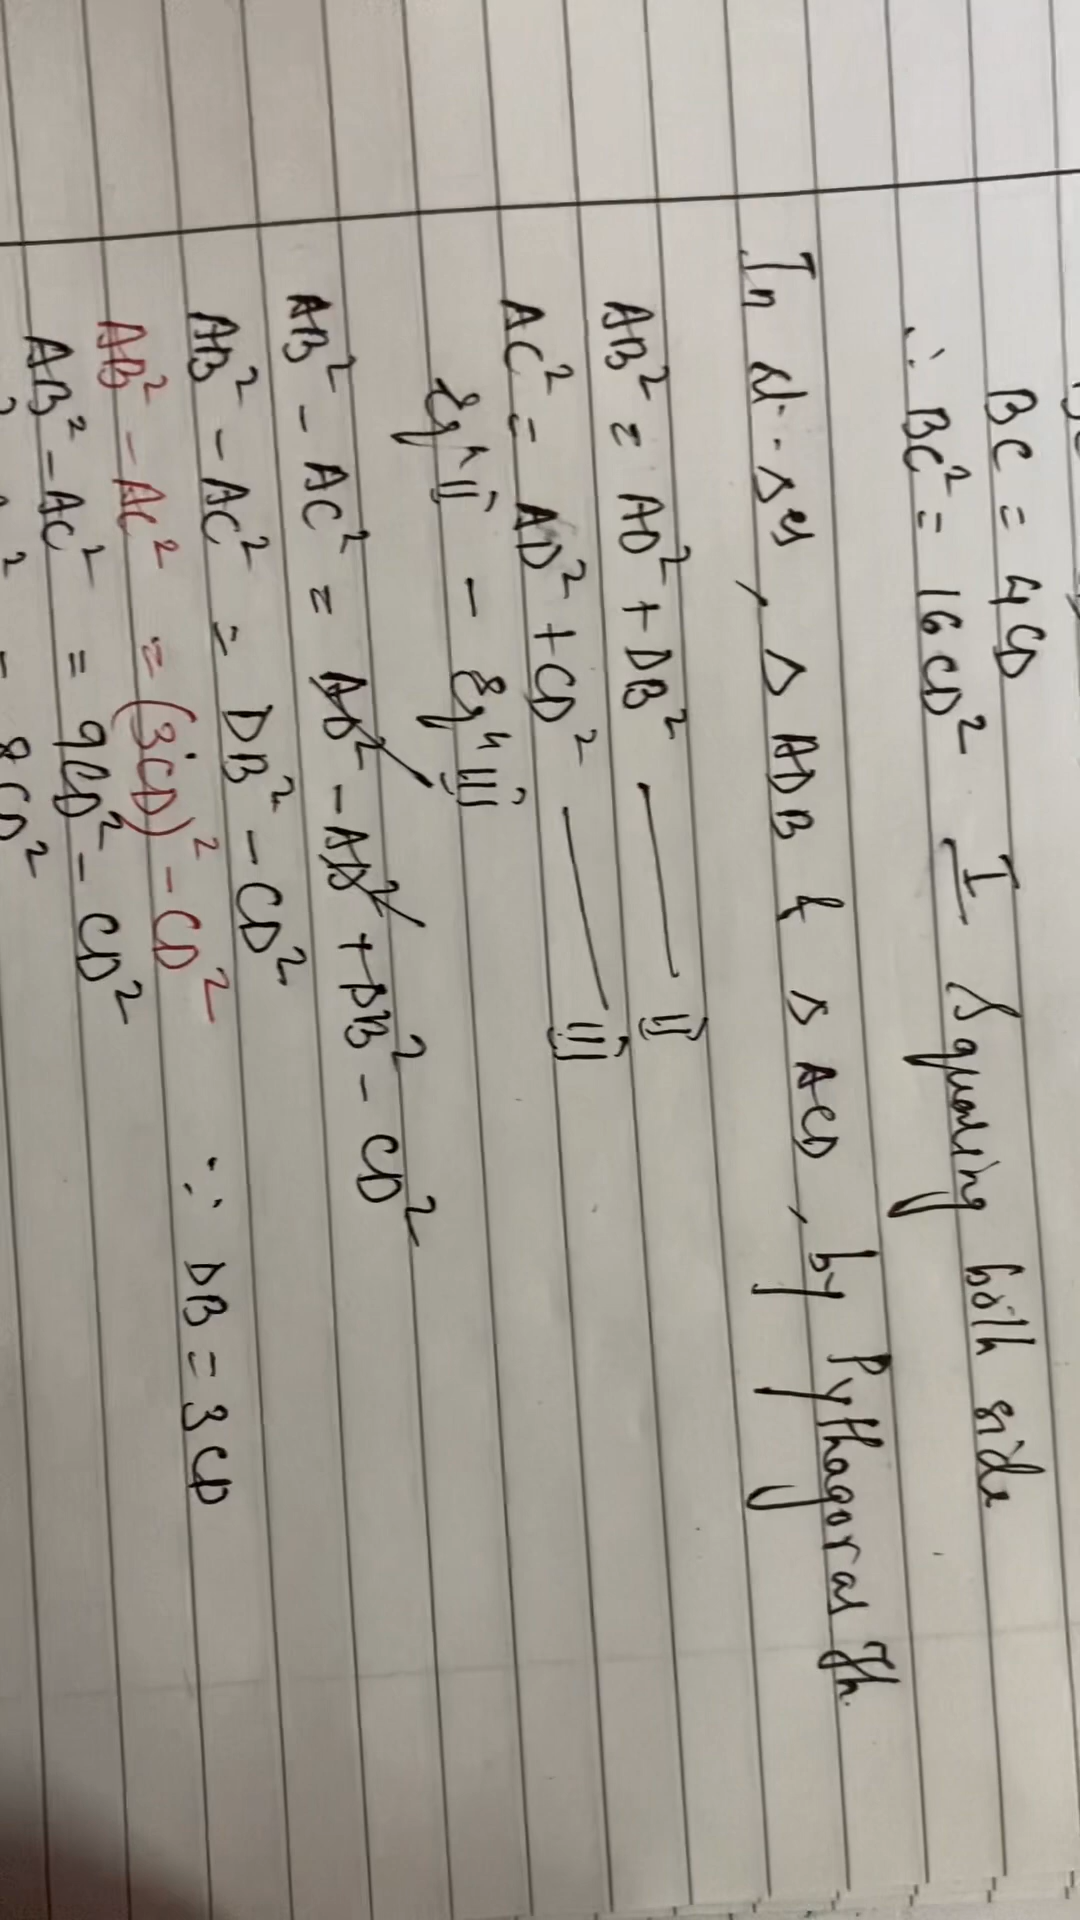 BC = 4CD
∴ BC² = 16CD² I Squaring both side
In rt. Δes, Δ ADB & Δ ACD, by Pythagoras Th.
AB² = AD² + DB² — II
AC² = AD² + CD² — III
Eqⁿ II - Eqⁿ III
AB² - AC² = AD² - AD² + DB² - CD²
AB² - AC² = DB² - CD²
AB² - AC² = (3CD)² - CD² ∵ DB = 3CD
AB² - AC² = 9CD² - CD²
8CD²